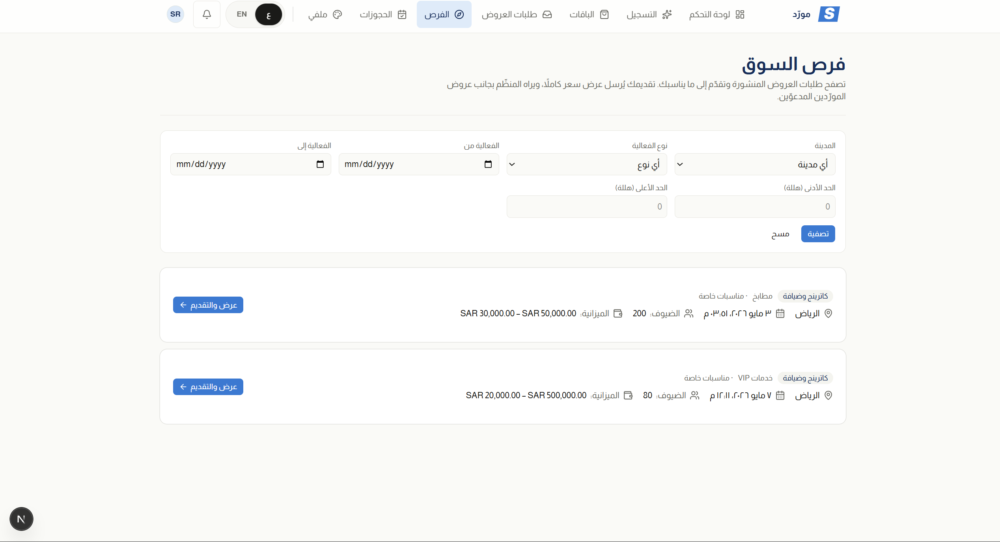 S مورّد
لوحة التحكم
التسجيل
الباقات
طلبات العروض
الفرص
الحجوزات
ملفي
ع EN
SR
فرص السوق
تصفح طلبات العروض المنشورة وتقدّم إلى ما يناسبك. تقديمك يُرسل عرض سعر كاملًا، ويراه المنظّم بجانب عروض
المورّدين المدعوّين.
المدينة
أي مدينة
نوع الفعالية
أي نوع
الفعالية من
mm/dd/yyyy
الفعالية إلى
mm/dd/yyyy
الحد الأدنى (هللة)
0
الحد الأعلى (هللة)
0
تصفية
مسح
كاترينج وضيافة مطابخ · مناسبات خاصة
الرياض ٣ مايو ٢٠٢٦، ٠٣:٥١ م الضيوف: 200 الميزانية: SAR 30,000.00 – SAR 50,000.00
عرض والتقديم ←
كاترينج وضيافة خدمات VIP · مناسبات خاصة
الرياض ٧ مايو ٢٠٢٦، ١٢:١١ م الضيوف: 80 الميزانية: SAR 20,000.00 – SAR 500,000.00
عرض والتقديم ←
N